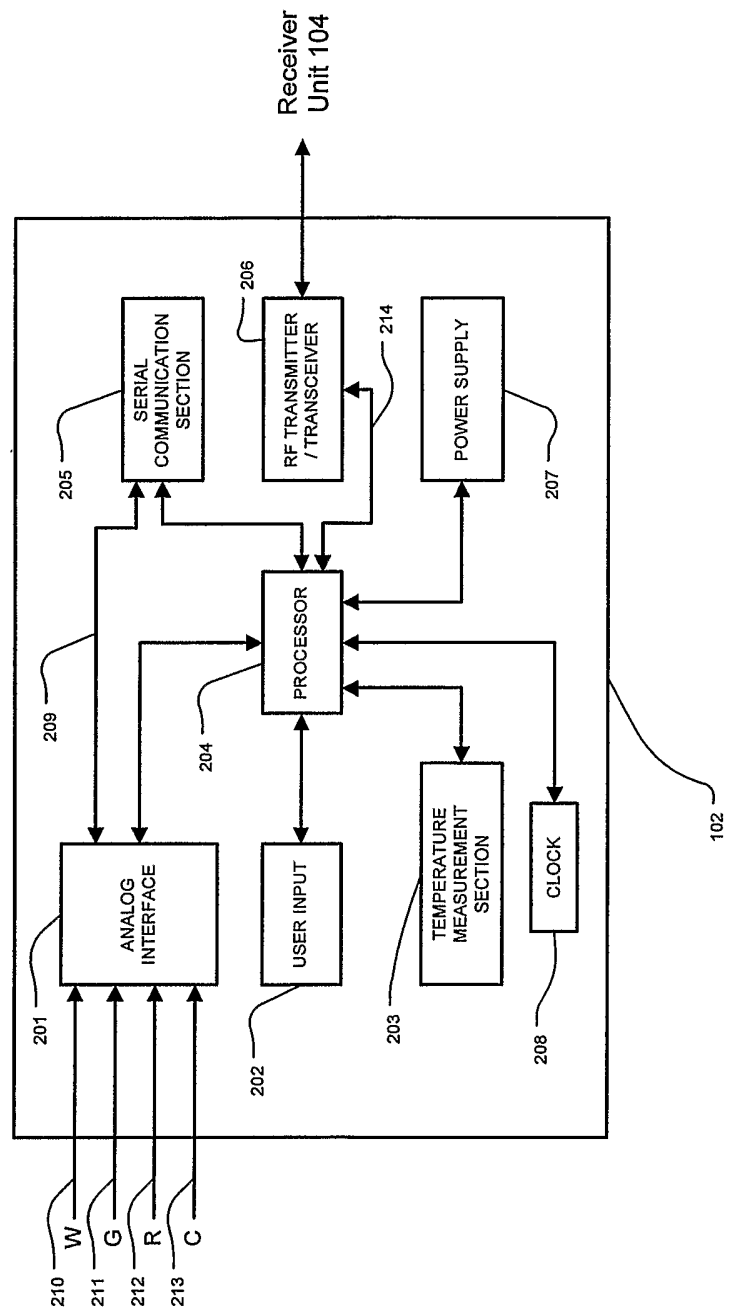 210
W
211
G
212
R
213
C
201
ANALOG
INTERFACE
209
205
SERIAL
COMMUNICATION
SECTION
202
USER INPUT
204
PROCESSOR
206
RF TRANSMITTER
/ TRANSCEIVER
Receiver
Unit 104
214
203
TEMPERATURE
MEASUREMENT
SECTION
POWER SUPPLY
207
208
CLOCK
102